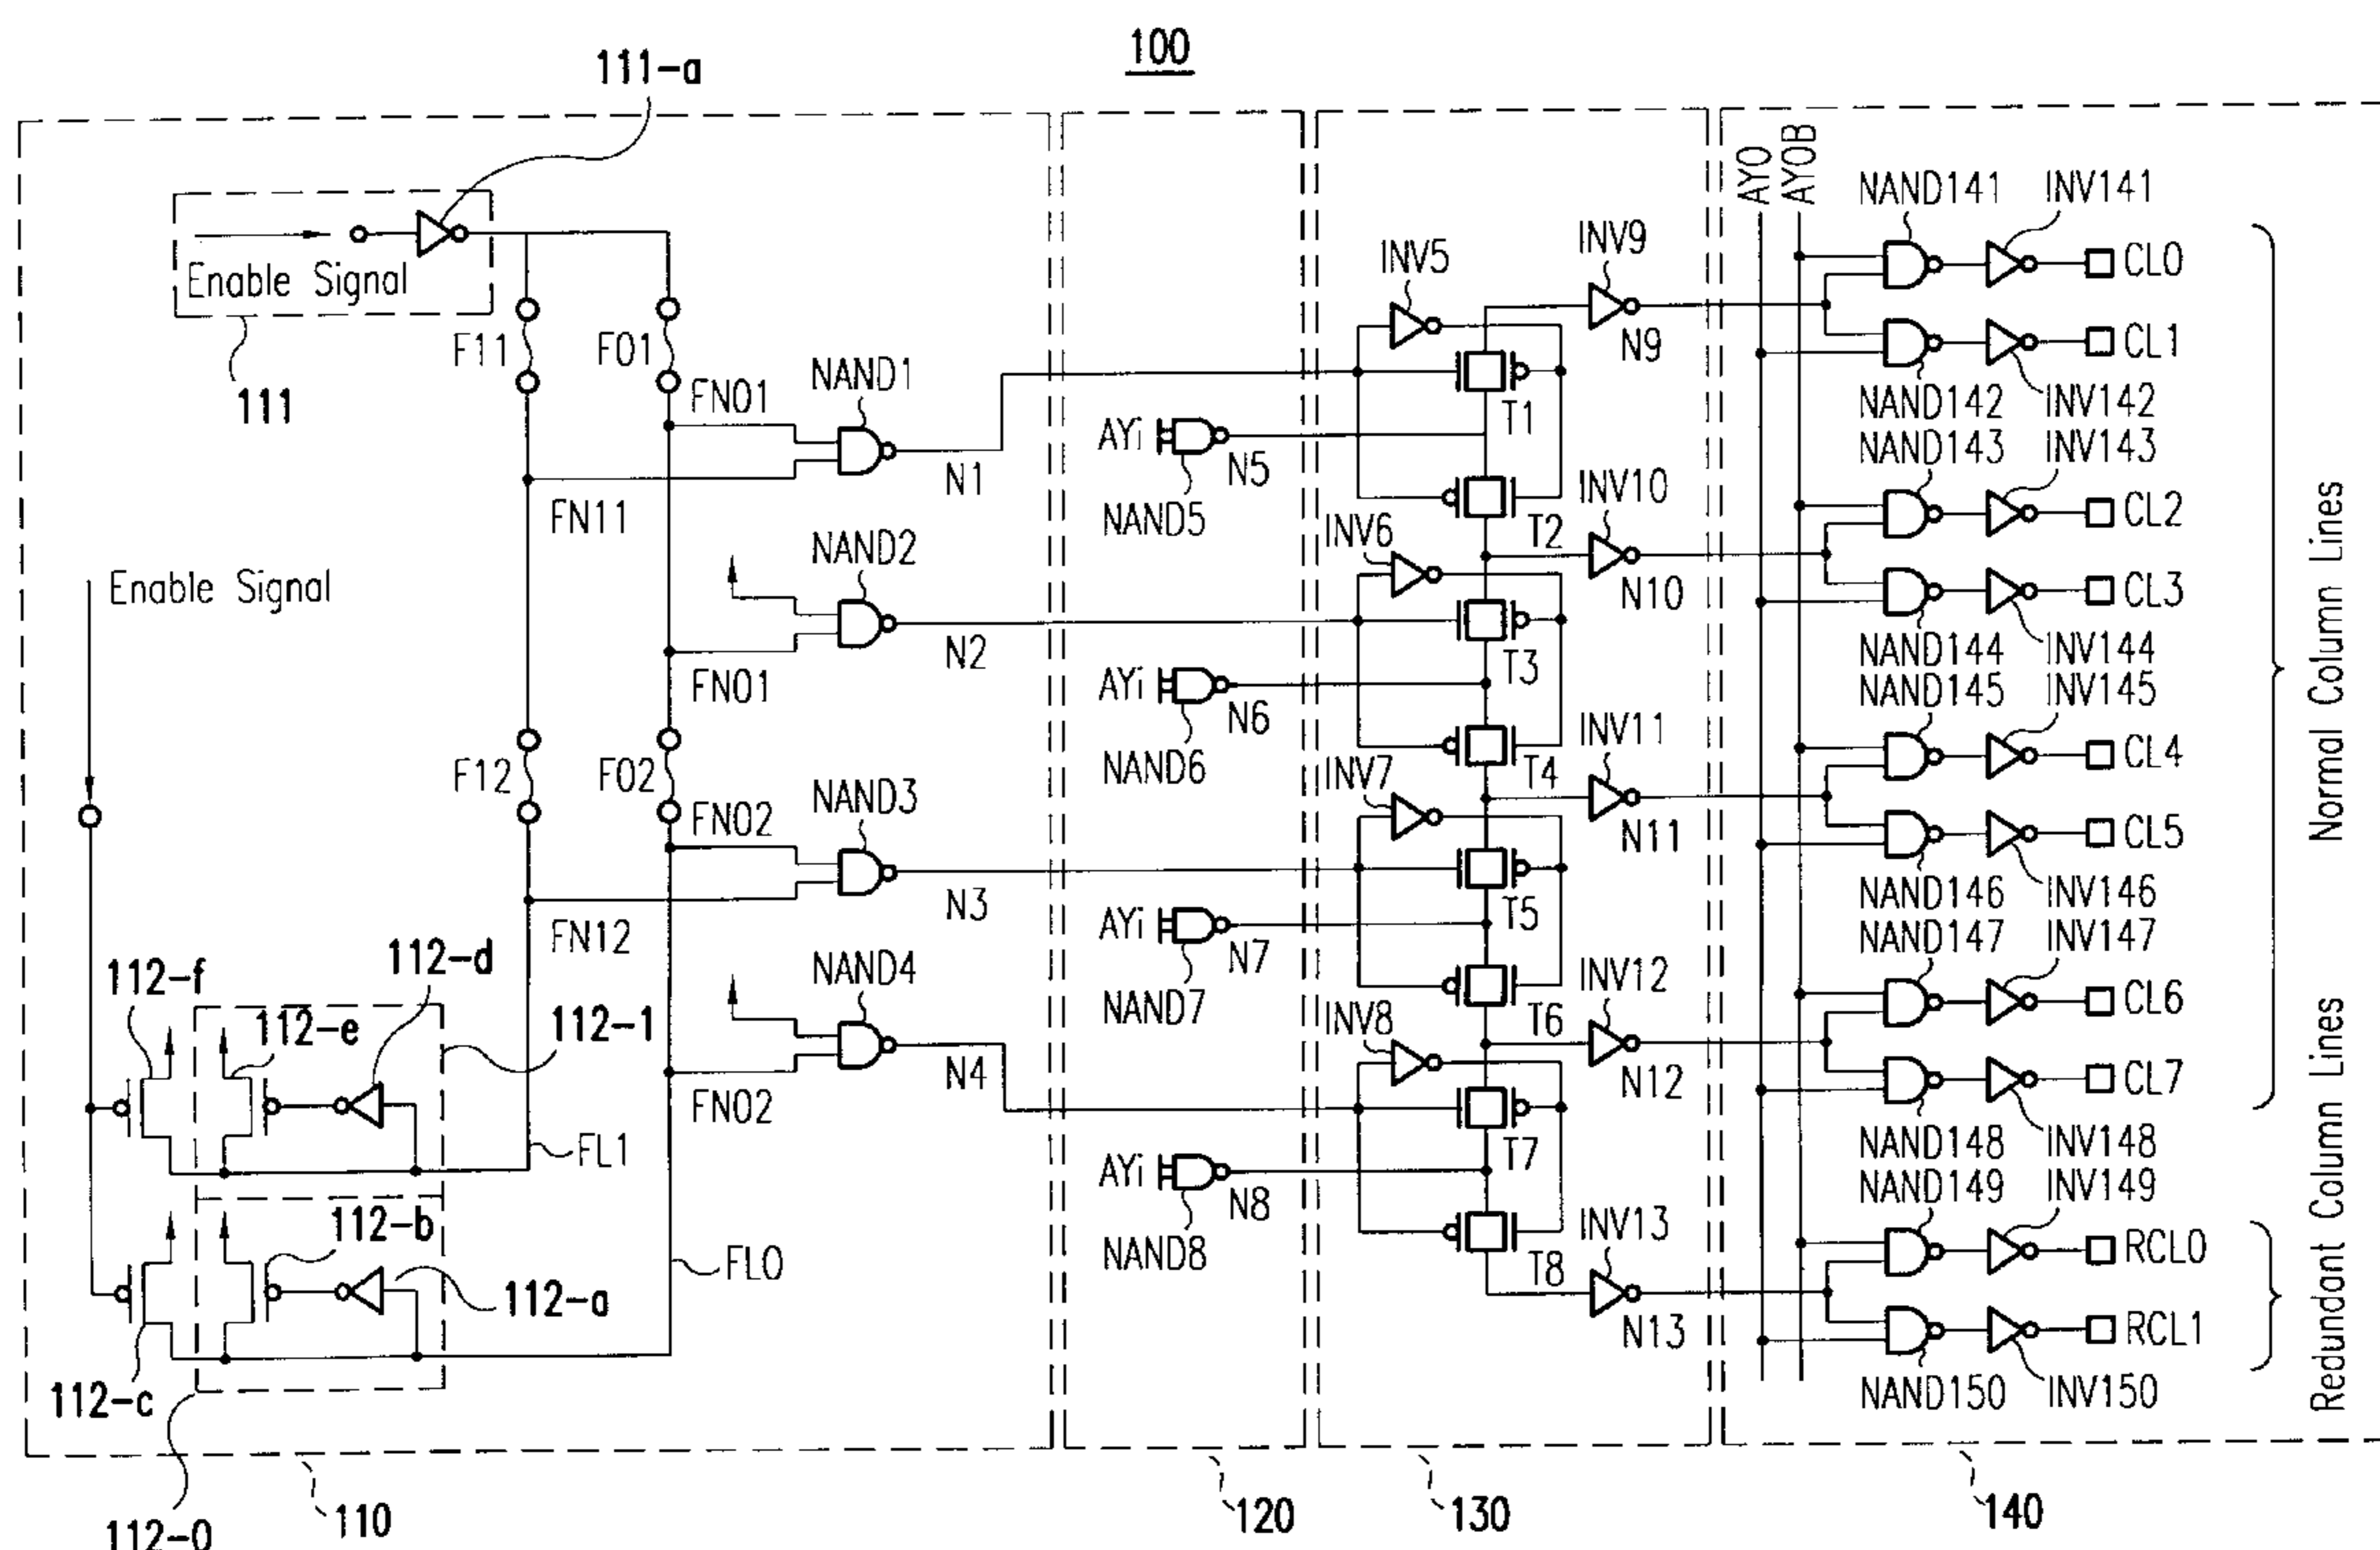 100
111-a
Enable Signal
111
F11
F01
FN01
NAND1
N1
FN11
NAND2
N2
FN01
Enable Signal
F12
F02
FN02
NAND3
N3
FN12
NAND4
N4
FN02
112-f
112-e
112-d
112-1
FL1
112-b
112-a
FL0
112-c
112-0
110
AYi
N5
NAND5
AYi
N6
NAND6
AYi
N7
NAND7
AYi
N8
NAND8
120
INV5
T1
T2
INV6
T3
T4
INV7
T5
T6
INV8
T7
T8
INV9
N9
INV10
N10
INV11
N11
INV12
N12
INV13
N13
130
AY0
AY0B
NAND141
INV141
CL0
CL1
NAND142
INV142
NAND143
INV143
CL2
CL3
NAND144
INV144
NAND145
INV145
CL4
CL5
NAND146
INV146
NAND147
INV147
CL6
CL7
NAND148
INV148
NAND149
INV149
RCL0
RCL1
NAND150
INV150
140
Normal Column Lines
Redundant Column Lines